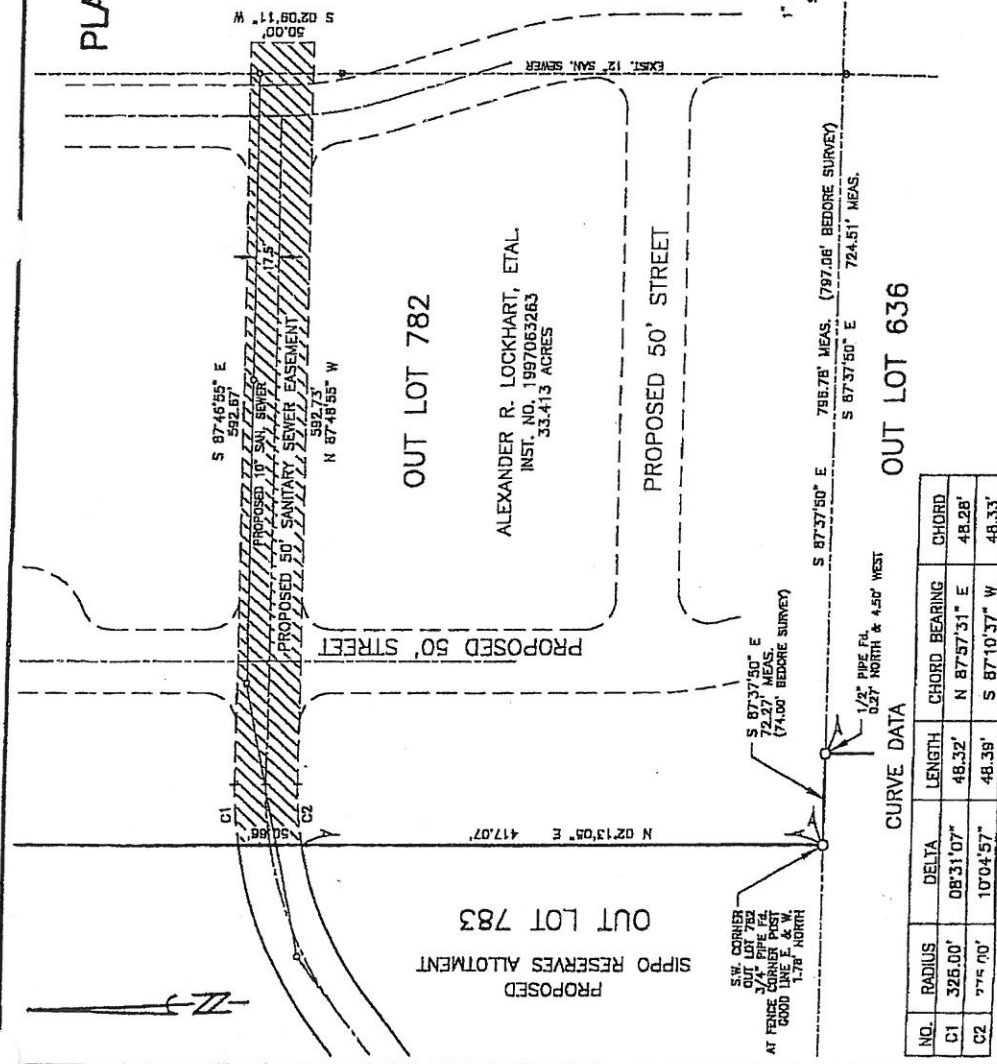 PLA
S 02°09'11" W
50.00'
EXIST. 12" SAN. SEWER
S 87°46'55" E
592.67'
PROPOSED 10" SAN. SEWER
17.5'
PROPOSED 50' SANITARY SEWER EASEMENT
592.73'
N 87°46'55" W
OUT LOT 782
ALEXANDER R. LOCKHART, ETAL.
INST. NO. 1997063263
33.413 ACRES
PROPOSED 50' STREET
PROPOSED 50' STREET
C1
C2
50.66'
N 02°13'05" E 417.07'
S 87°37'50" E
72.27' MEAS.
(74.00' BEDORE SURVEY)
S 87°37'50" E 796.78' MEAS. (797.06' BEDORE SURVEY)
S 87°37'50" E 724.51' MEAS.
1/2" PIPE Fd.
0.27' NORTH & 4.50' WEST
OUT LOT 636
PROPOSED
SIPPO RESERVES ALLOTMENT
OUT LOT 783
S.W. CORNER
OUT LOT 782
3/4" PIPE Fd.
AT FENCE CORNER POST
GOOD LINE E. & W.
1.78' NORTH
N
CURVE DATA
NO. RADIUS DELTA LENGTH CHORD BEARING CHORD
C1 325.00' 08°31'07" 48.32' N 87°57'31" E 48.28'
C2 275.00' 10°04'57" 48.39' S 87°10'37" W 48.33'